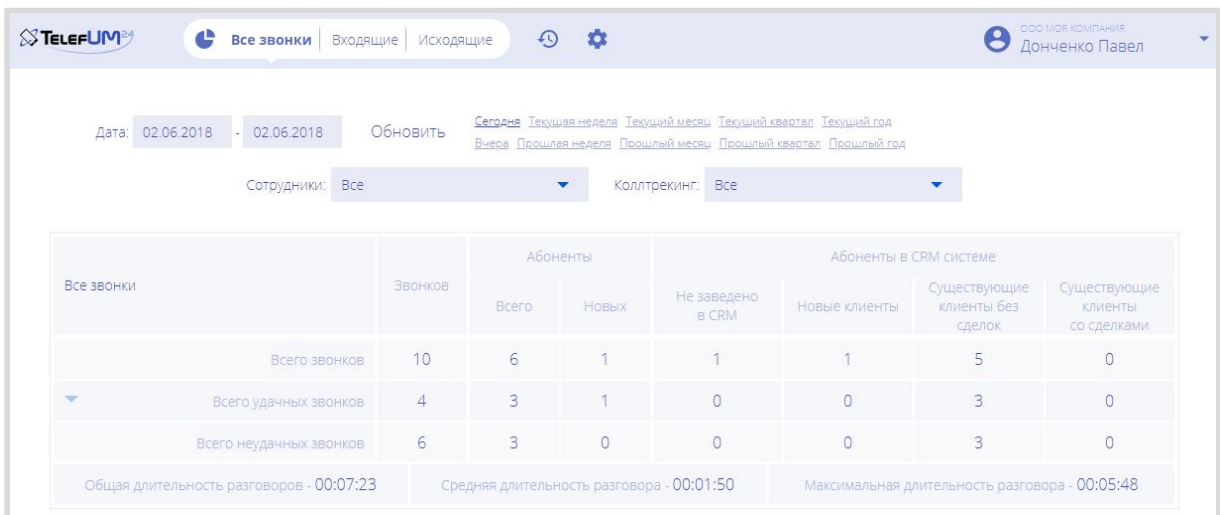 TELEFUM24
Все звонки Входящие Исходящие
ООО МОЯ КОМПАНИЯ
Донченко Павел
Дата: 02.06.2018 - 02.06.2018 Обновить
Сегодня Текущая неделя Текущий месяц Текущий квартал Текущий год
Вчера Прошлая неделя Прошлый месяц Прошлый квартал Прошлый год
Сотрудники: Все Коллтрекинг: Все
Все звонки Звонков Абоненты Абоненты в CRM системе
Всего Новых Не заведено
в CRM Новые клиенты Существующие
клиенты без
сделок Существующие
клиенты
со сделками
Всего звонков 10 6 1 1 1 5 0
Всего удачных звонков 4 3 1 0 0 3 0
Всего неудачных звонков 6 3 0 0 0 3 0
Общая длительность разговоров - 00:07:23 Средняя длительность разговора - 00:01:50 Максимальная длительность разговора - 00:05:48